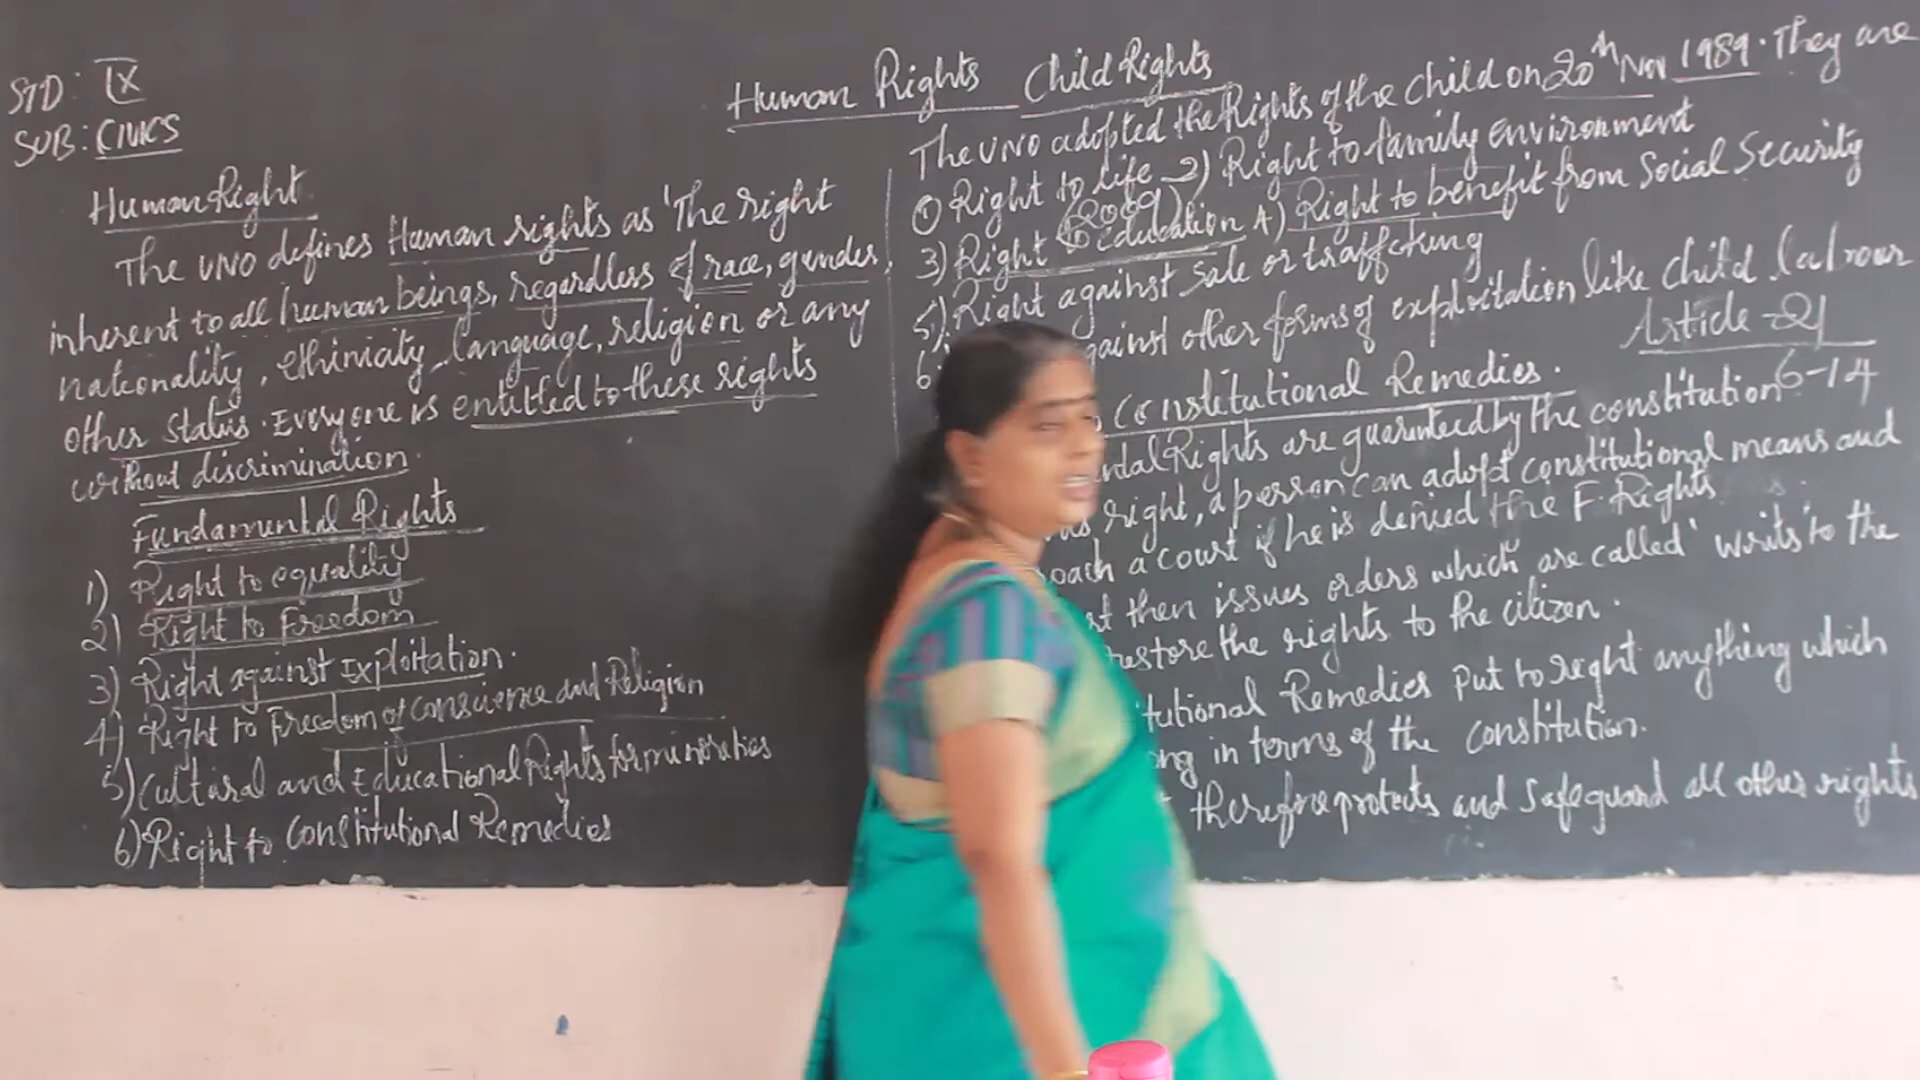 STD: IX
SUB: CIVICS
Human Rights Child Rights
Human Right
The UNO defines Human rights as 'The right
inherent to all human beings, regardless of race, gender,
nationality, ethinicity language, religion or any
other status. Everyone is entitled to these rights
without discrimination.
Fundamental Rights
1) Right to equality
2) Right to Freedom
3) Right against Exploitation.
4) Right to Freedom of conscience and Religion
5) Cultural and Educational Rights for minorities
6) Right to Constitutional Remedies
The UNO adopted the Rights of the child on 20th Nov 1989. They are
1) Right to life 2) Right to family environment
(2009)
3) Right to education 4) Right to benefit from Social Security
5) Right against Sale or trafficking
6 against other forms of exploitation like child labour
Article - 21
Constitutional Remedies.
Rights are guaranteed by the constitution 6-14
right, a person can adopt constitutional means and
a court if he is denied the F. Rights
then issues orders which are called 'writs' to the
restore the rights to the citizen.
Remedies put to right anything which
in terms of the constitution.
therefore protects and safeguard all other rights